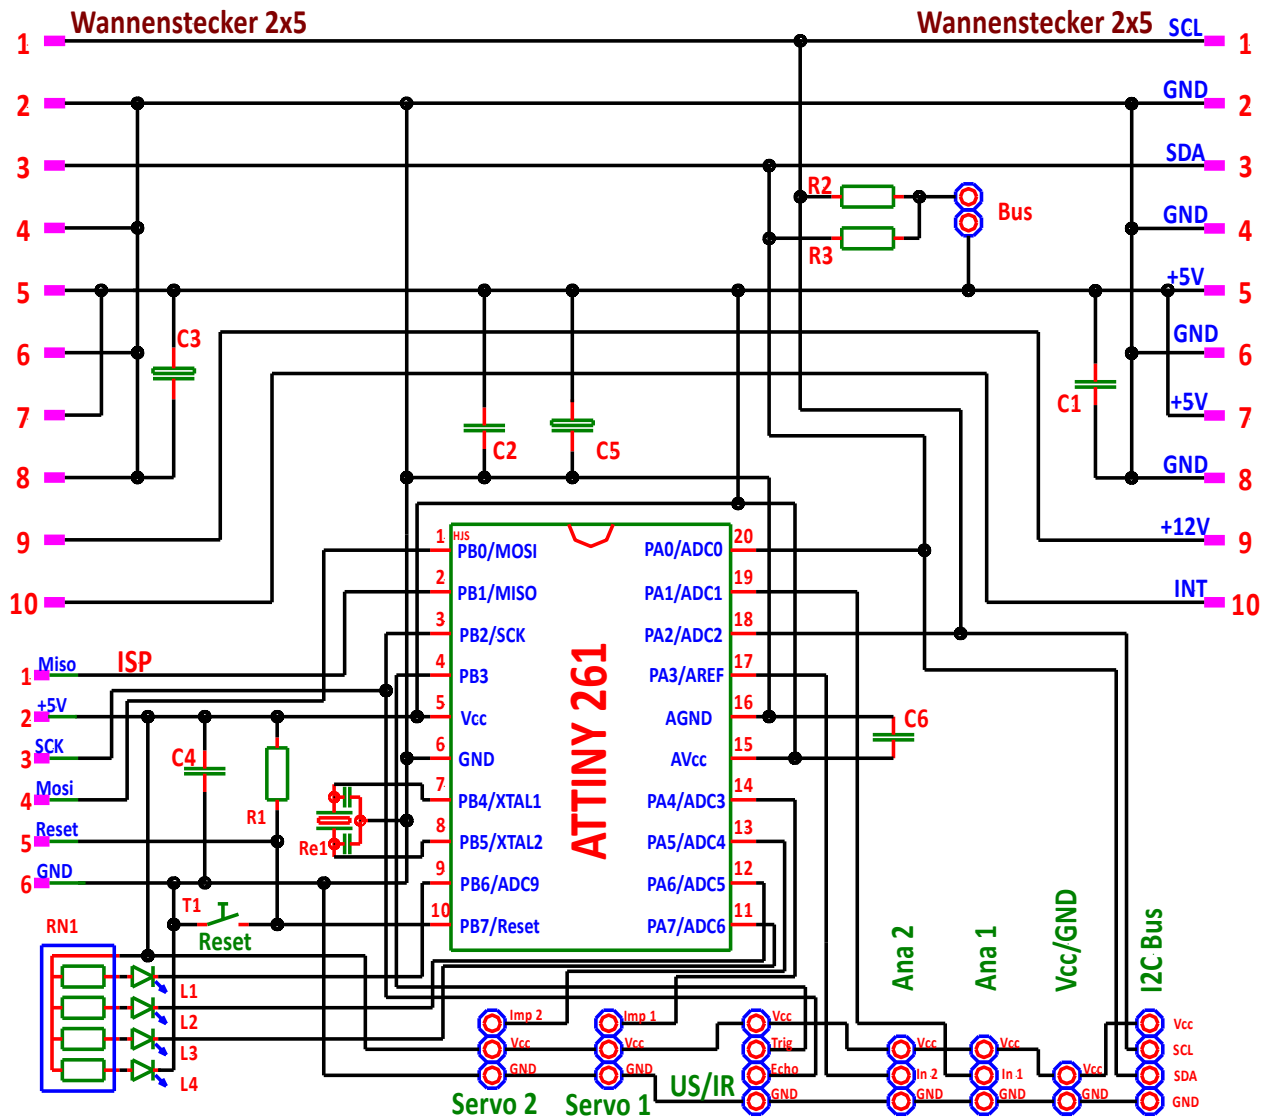 Wannenstecker 2x5
Wannenstecker 2x5
SCL
1
1
GND
2
2
SDA
3
3
R2
Bus
GND
4
4
R3
+5V
5
5
C3
GND
6
6
C1
+5V
7
7
C2
C5
GND
8
8
+12V
9
9
INT
10
10
HJS
ATTINY 261
1
PB0/MOSI
2
PB1/MISO
3
PB2/SCK
4
PB3
5
Vcc
6
GND
7
PB4/XTAL1
8
PB5/XTAL2
9
PB6/ADC9
10
PB7/Reset
20
PA0/ADC0
19
PA1/ADC1
18
PA2/ADC2
17
PA3/AREF
16
AGND
15
AVcc
14
PA4/ADC3
13
PA5/ADC4
12
PA6/ADC5
11
PA7/ADC6
C6
ISP
1
Miso
2
+5V
3
SCK
4
Mosi
5
Reset
6
GND
C4
R1
Re1
T1
Reset
RN1
L1
L2
L3
L4
Imp 2
Vcc
GND
Servo 2
Imp 1
Vcc
GND
Servo 1
Vcc
Trig
Echo
GND
US/IR
Ana 2
Vcc
In 2
GND
Ana 1
Vcc
In 1
GND
Vcc/GND
Vcc
GND
I2C Bus
Vcc
SCL
SDA
GND